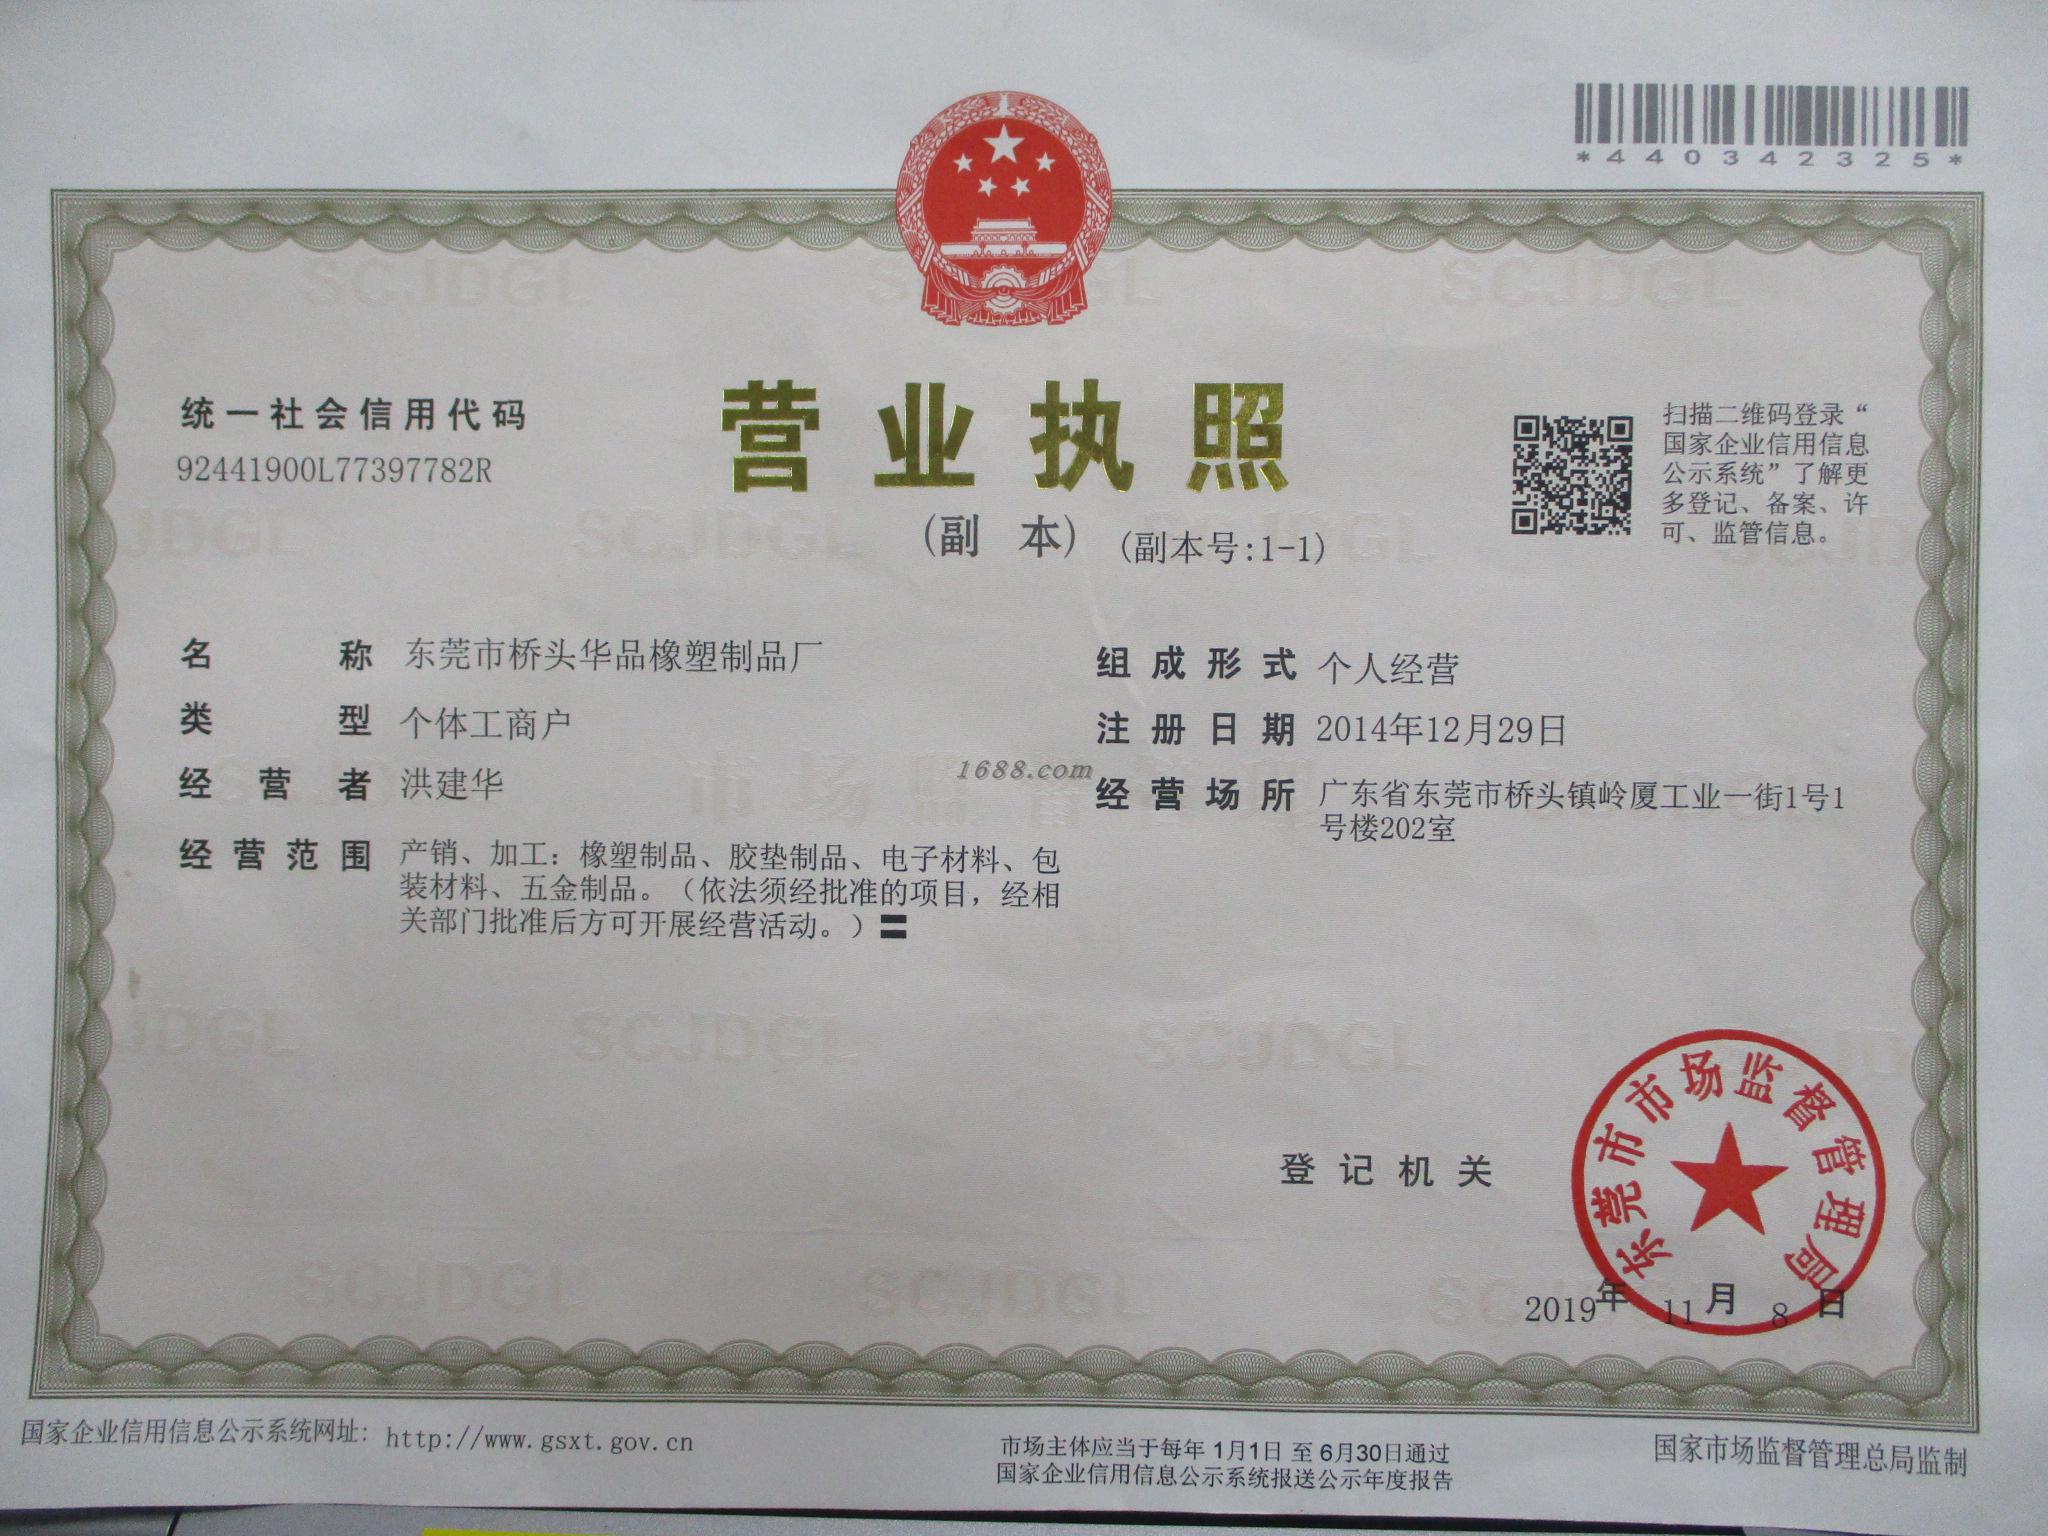 *440342325*
统一社会信用代码
92441900L77397782R
营业执照
(副 本) (副本号:1-1)
扫描二维码登录“
国家企业信用信息
公示系统”了解更
多登记、备案、许
可、监管信息。
名 称 东莞市桥头华品橡塑制品厂
类 型 个体工商户
经 营 者 洪建华
经 营 范 围 产销、加工：橡塑制品、胶垫制品、电子材料、包
装材料、五金制品。（依法须经批准的项目，经相
关部门批准后方可开展经营活动。）〓
组 成 形 式 个人经营
注 册 日 期 2014年12月29日
经 营 场 所 广东省东莞市桥头镇岭厦工业一街1号1
号楼202室
1688.com
登 记 机 关
东莞市市场监督管理局
2019年 11月 8日
国家企业信用信息公示系统网址: http://www.gsxt.gov.cn
市场主体应当于每年 1月1日 至 6月30日通过
国家企业信用信息公示系统报送公示年度报告
国家市场监督管理总局监制
SCJDGL
市场监督管理